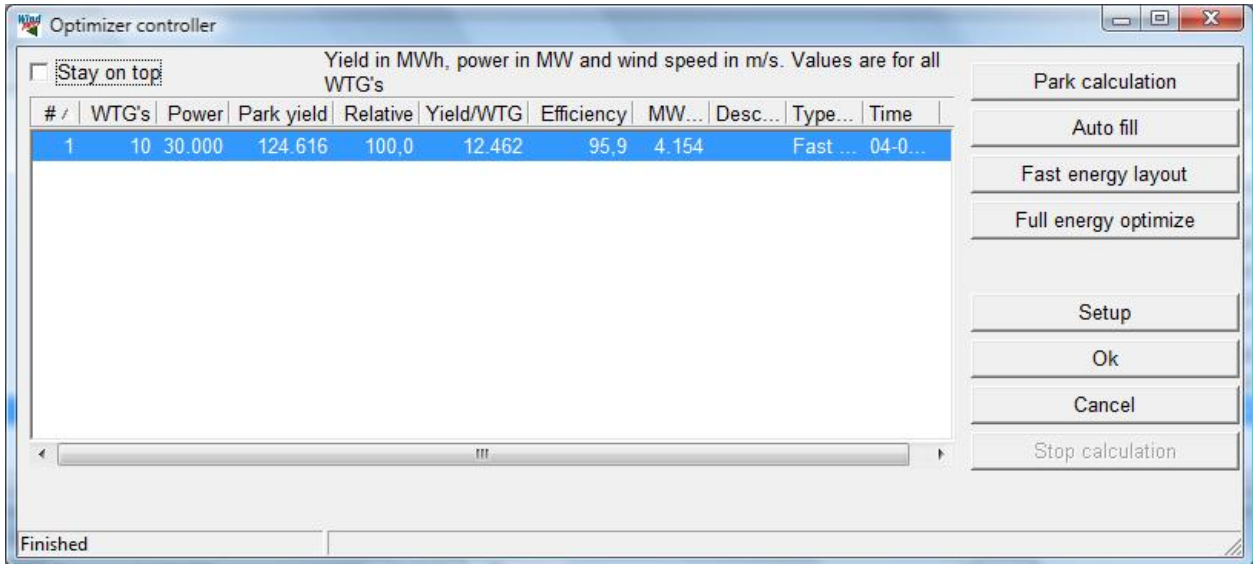 Wind
Optimizer controller
Stay on top
Yield in MWh, power in MW and wind speed in m/s. Values are for all
WTG's
# / WTG's Power Park yield Relative Yield/WTG Efficiency MW... Desc... Type... Time
1 10 30.000 124.616 100,0 12.462 95,9 4.154 Fast ... 04-0...
Park calculation
Auto fill
Fast energy layout
Full energy optimize
Setup
Ok
Cancel
Stop calculation
Finished